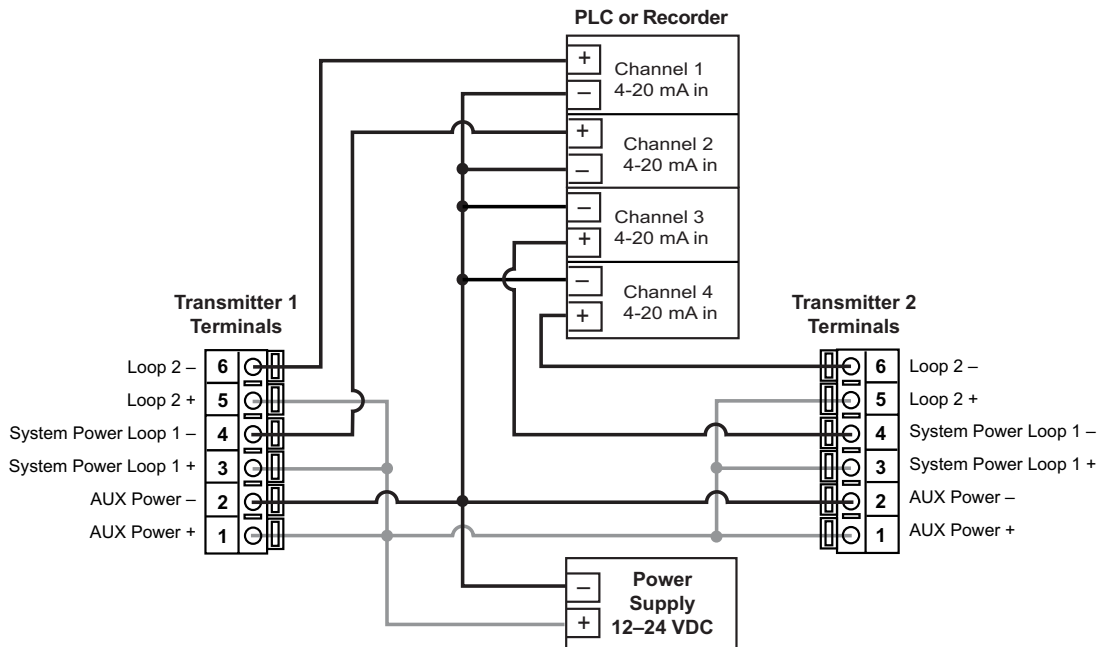 PLC or Recorder
+
Channel 1
4-20 mA in
–
+
Channel 2
4-20 mA in
–
–
Channel 3
4-20 mA in
+
–
Channel 4
4-20 mA in
+
Transmitter 1
Terminals
Loop 2 – 6
Loop 2 + 5
System Power Loop 1 – 4
System Power Loop 1 + 3
AUX Power – 2
AUX Power + 1
Transmitter 2
Terminals
6 Loop 2 –
5 Loop 2 +
4 System Power Loop 1 –
3 System Power Loop 1 +
2 AUX Power –
1 AUX Power +
–
+
Power
Supply
12–24 VDC